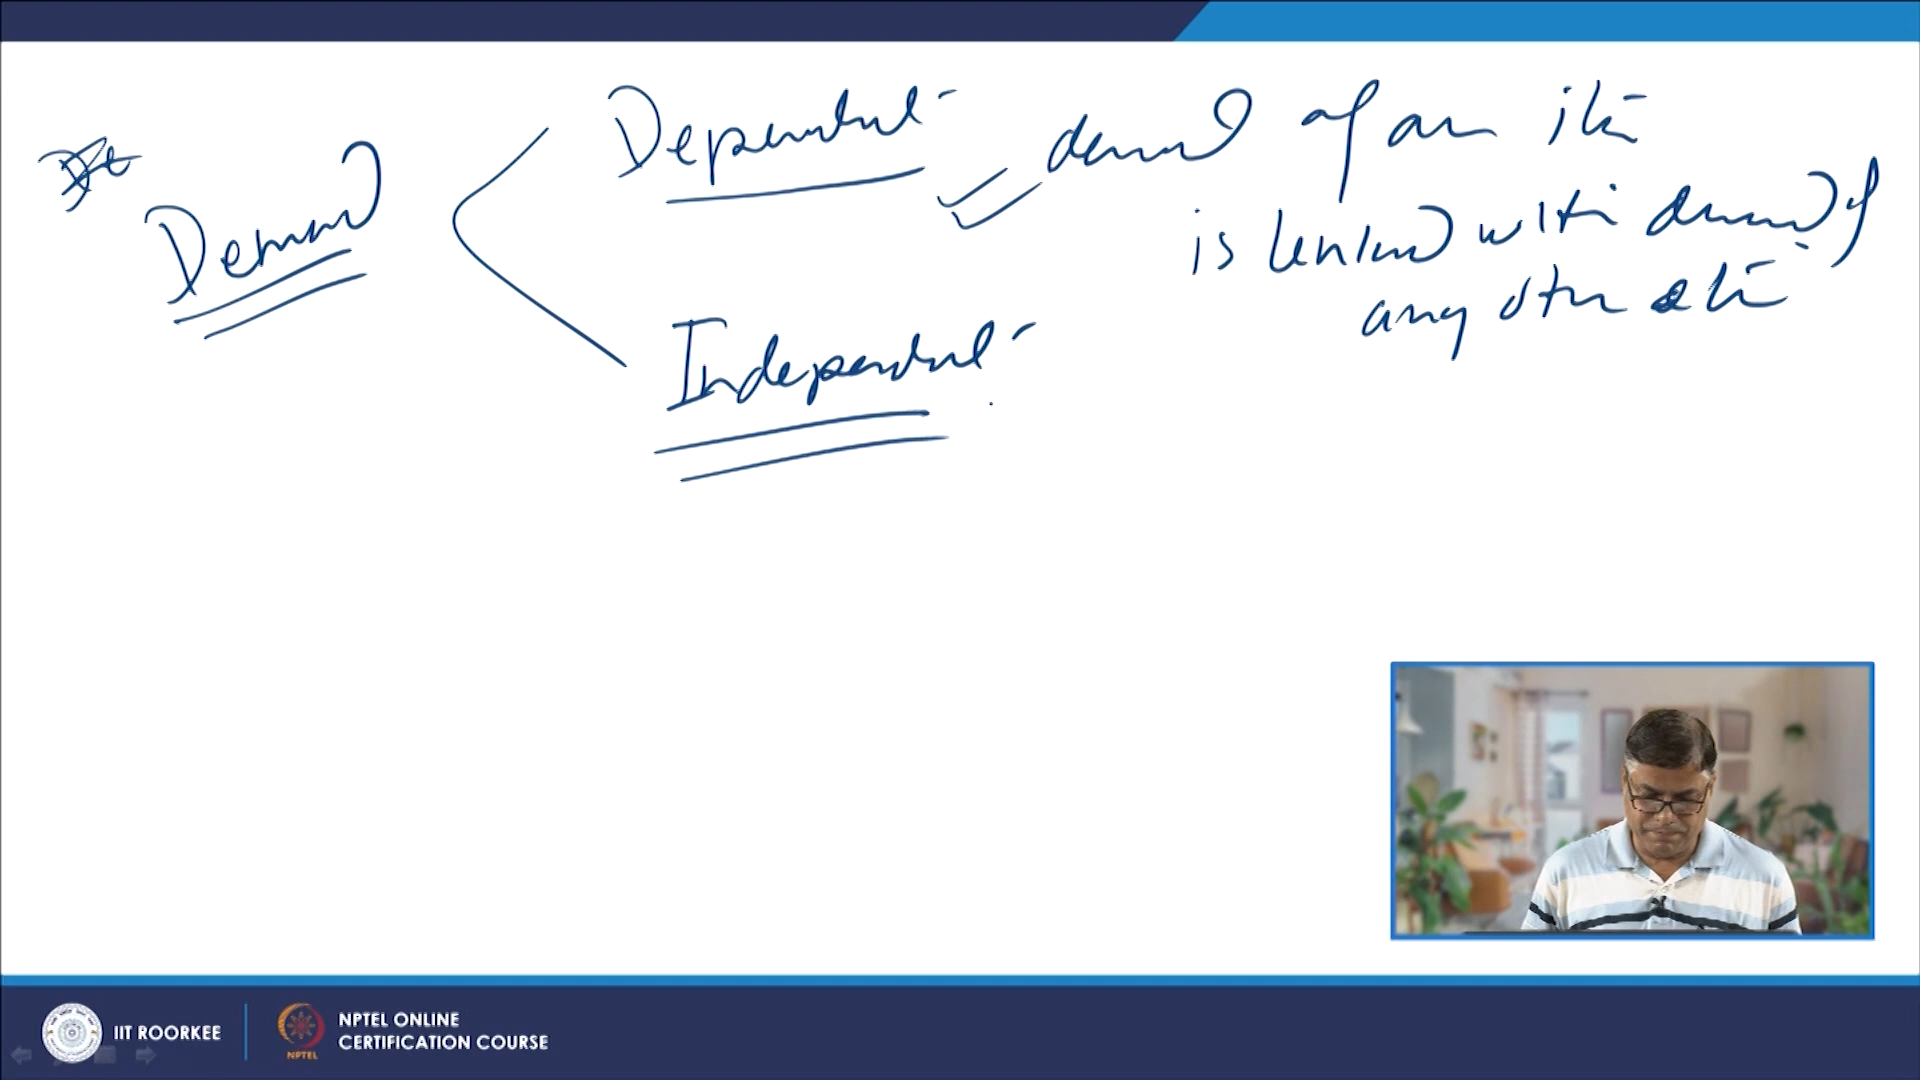 Demand
Dependent -
demand of an item
is linked with demand of
any other item
Independent -
IIT ROORKEE
NPTEL
NPTEL ONLINE
CERTIFICATION COURSE